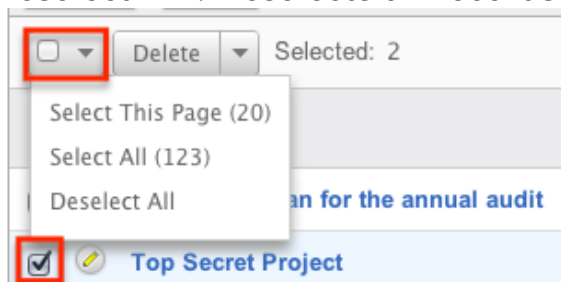 Delete Selected: 2
Select This Page (20)
Select All (123)
Deselect All an for the annual audit
Top Secret Project